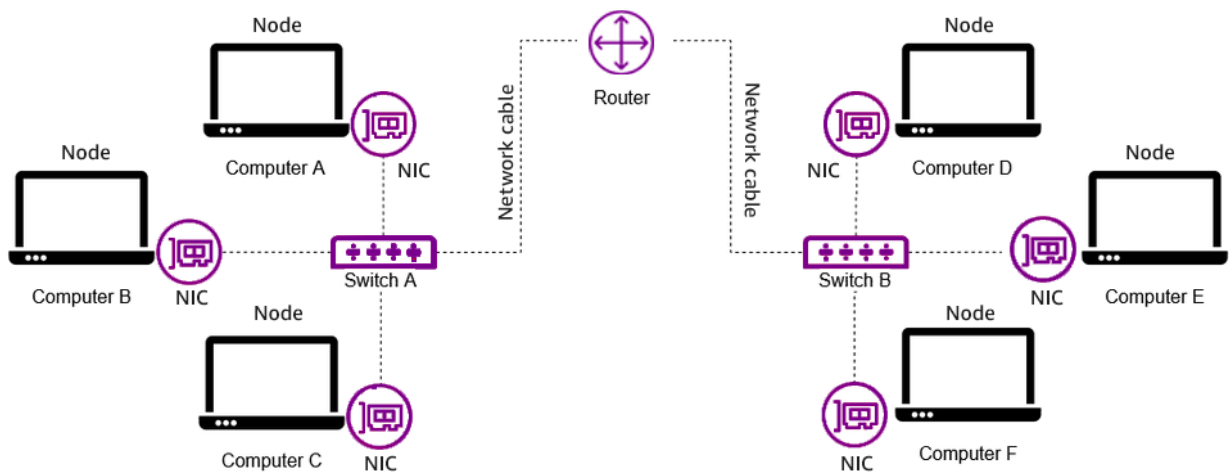 Node
Computer A
NIC
Node
Computer B
NIC
Switch A
Node
Computer C
NIC
Network cable
Router
Network cable
Node
Computer D
NIC
Node
Computer E
NIC
Switch B
Node
Computer F
NIC